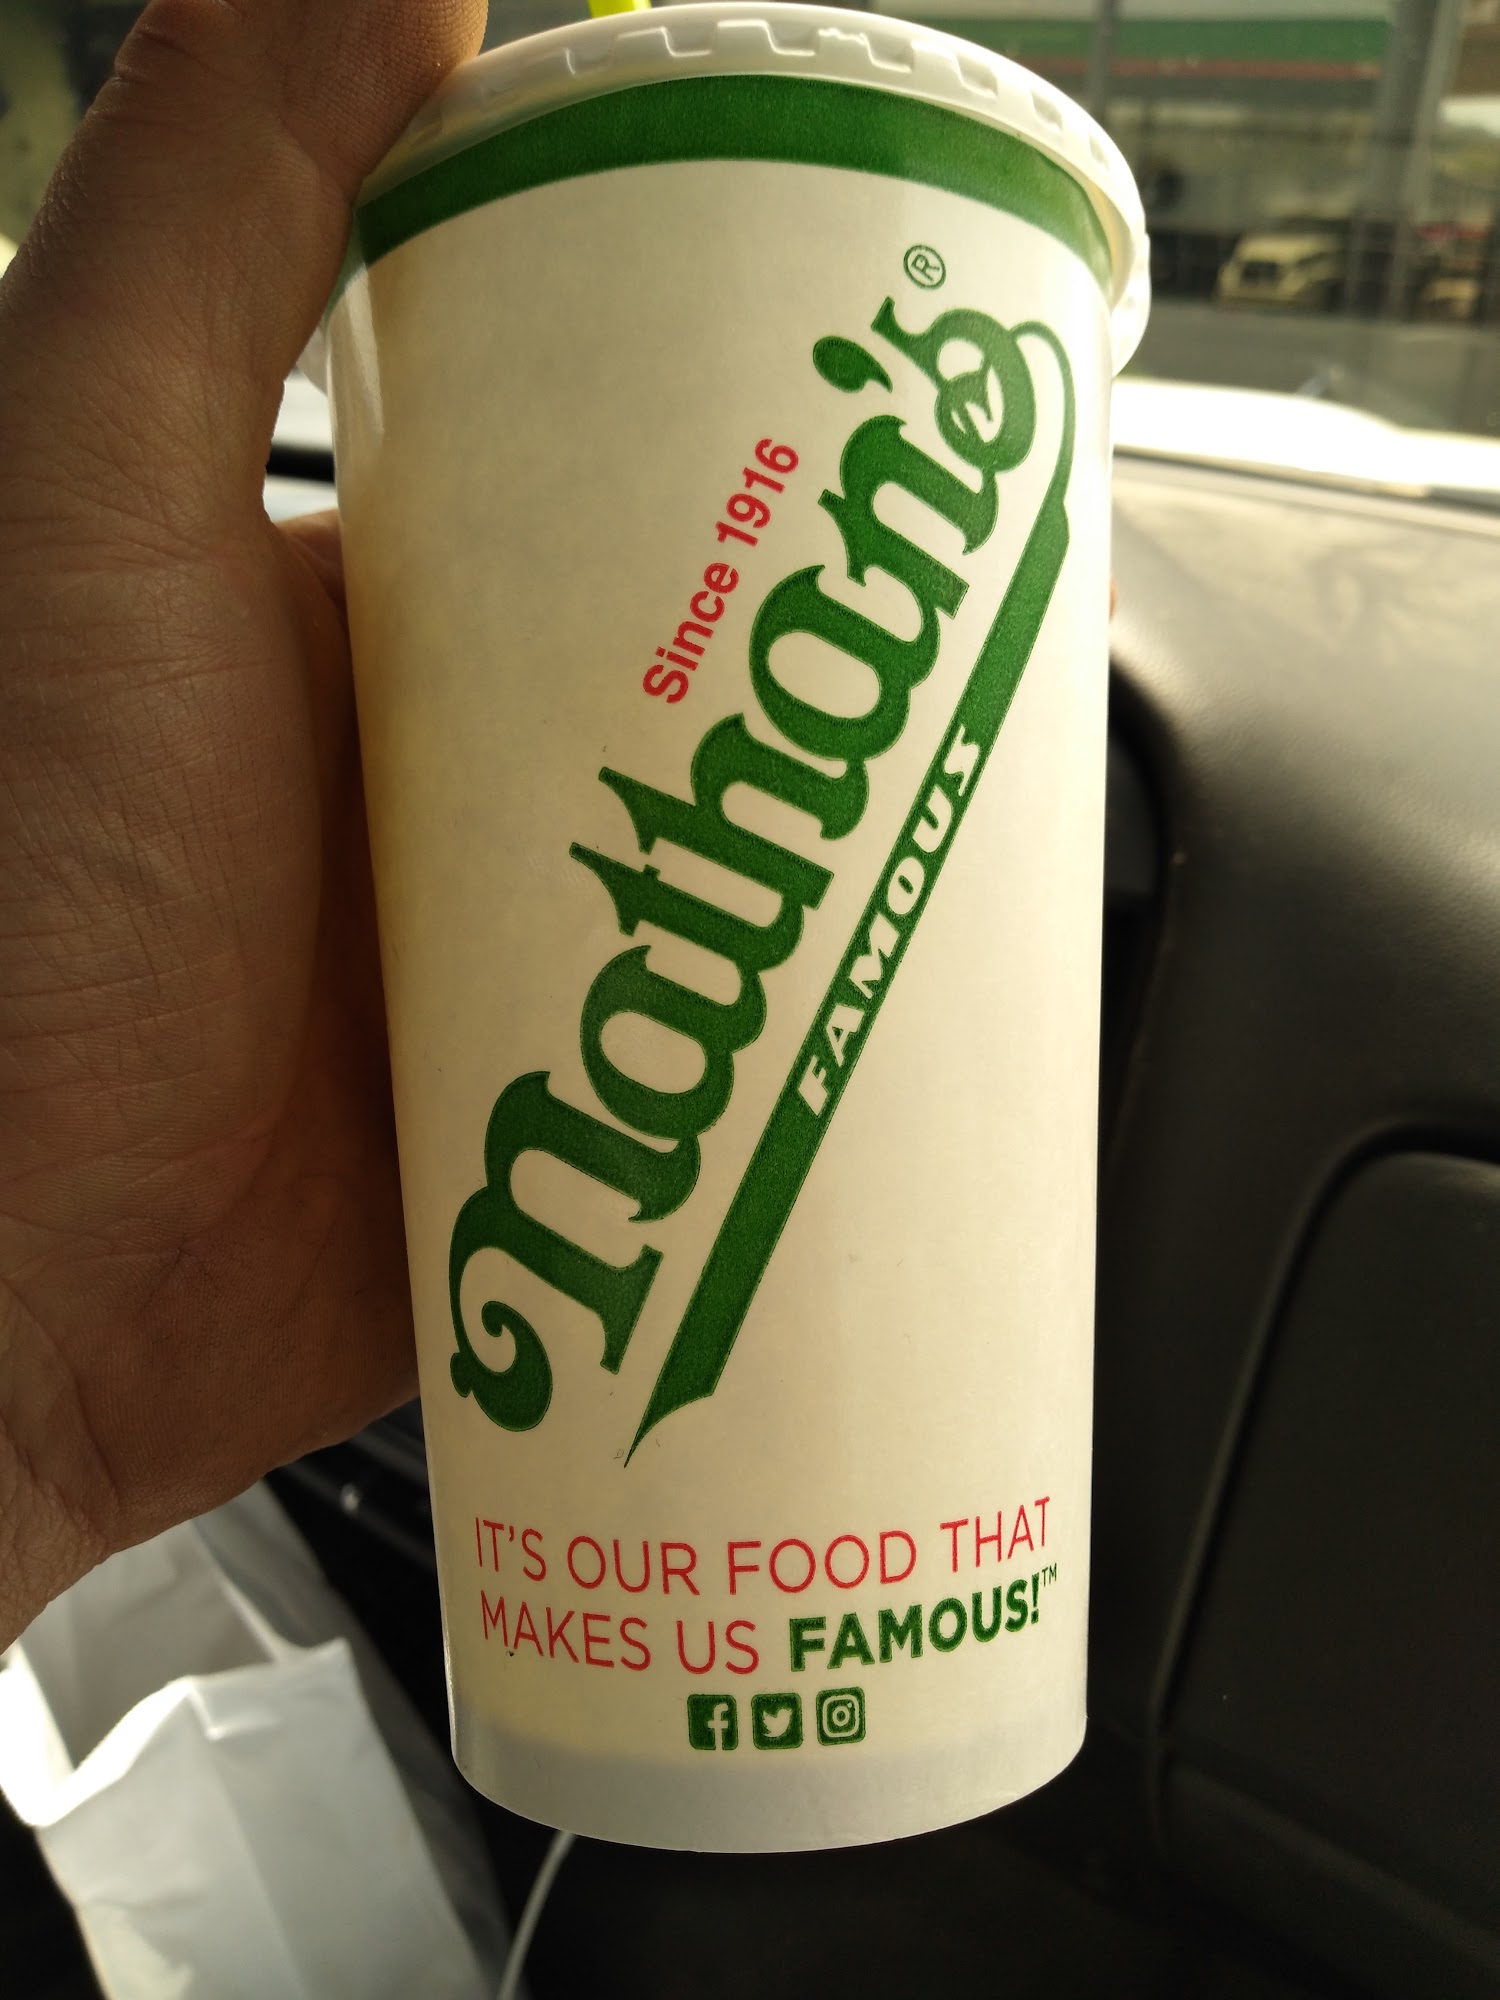 Since 1916
Nathan's®
FAMOUS
IT'S OUR FOOD THAT
MAKES US FAMOUS!™